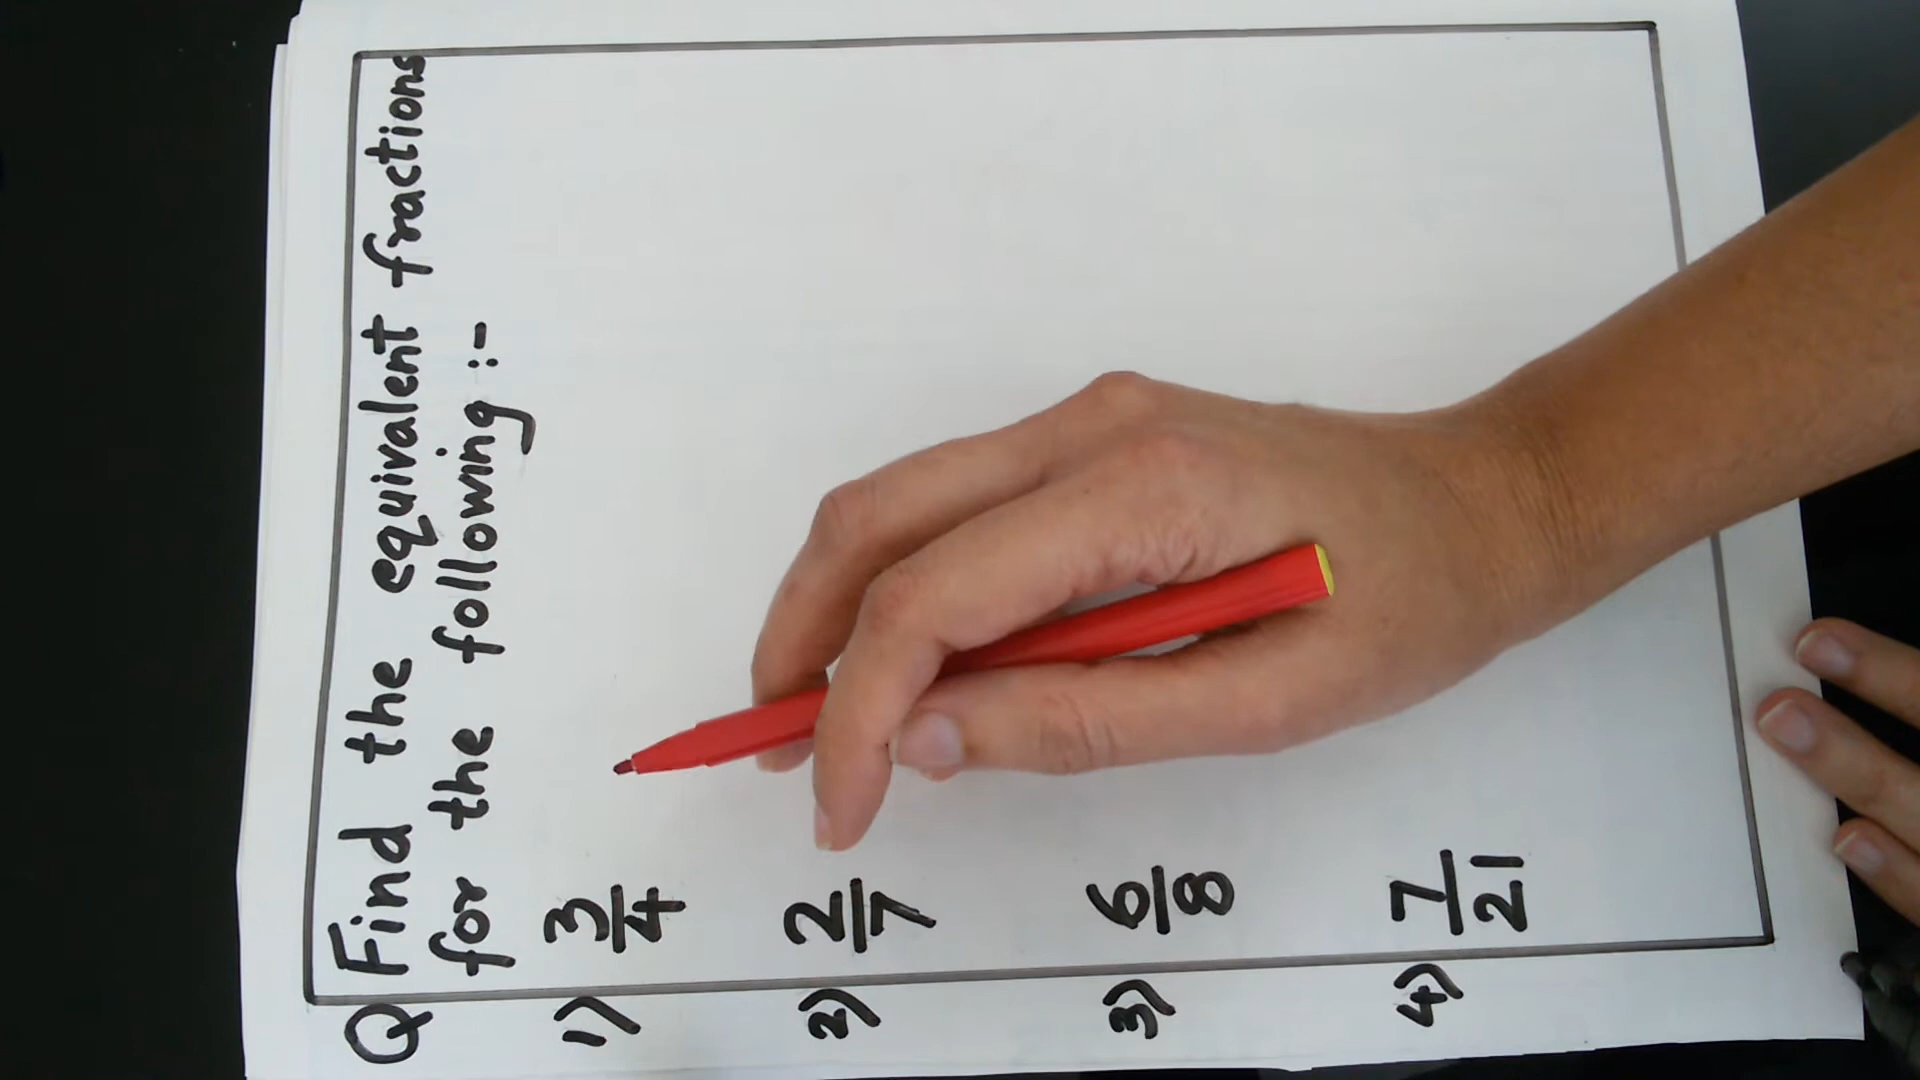 Q Find the equivalent fractions
for the following :-
1) 3/4
2) 2/7
3) 6/8
4) 7/21